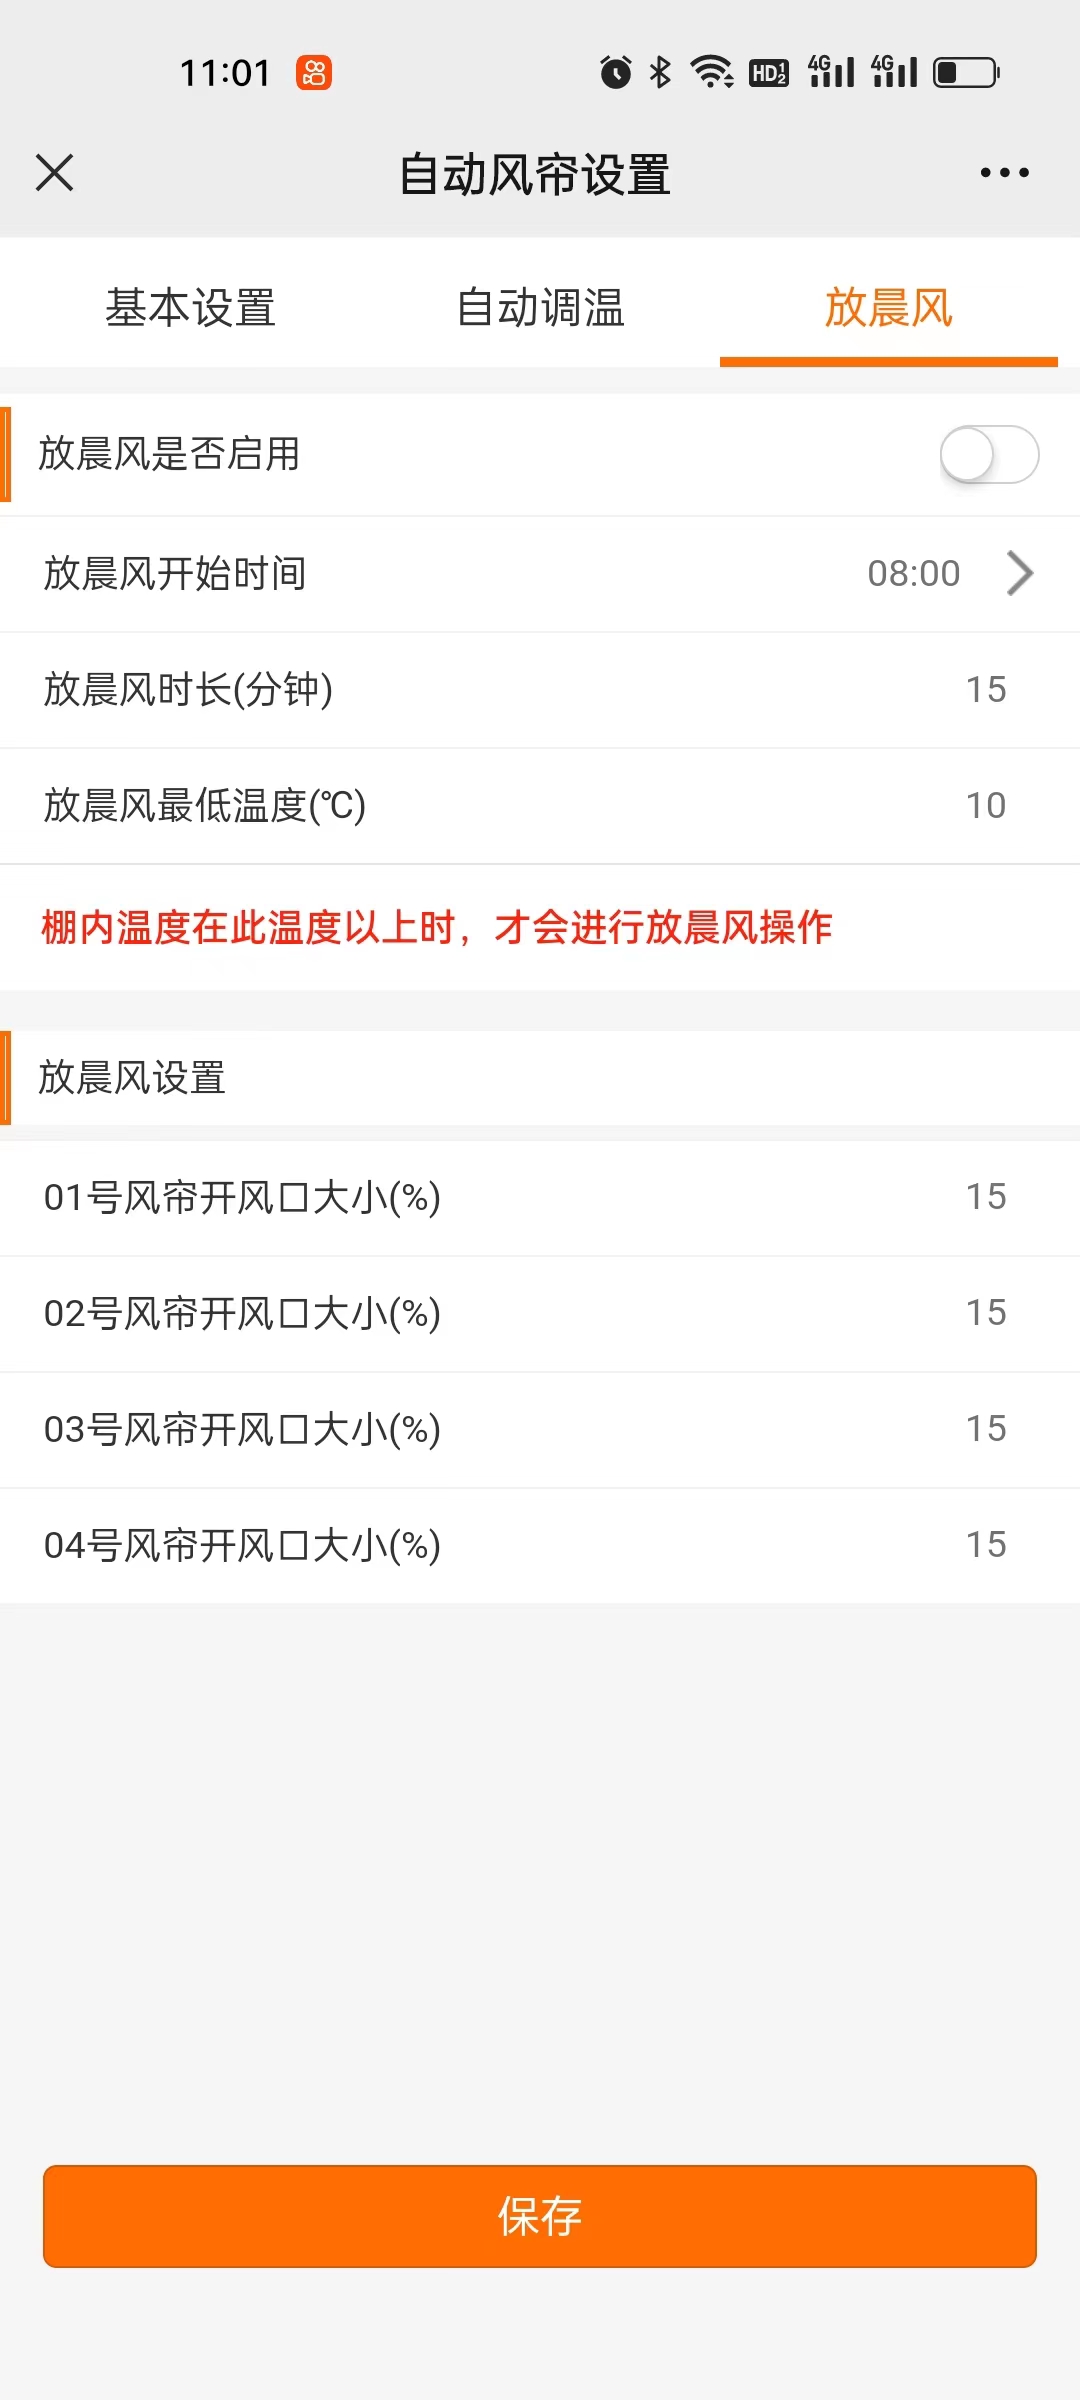 11:01
HD 1 2 4G 4G
自动风帘设置
基本设置 自动调温 放晨风
放晨风是否启用
放晨风开始时间 08:00
放晨风时长(分钟) 15
放晨风最低温度(℃) 10
棚内温度在此温度以上时，才会进行放晨风操作
放晨风设置
01号风帘开风口大小(%) 15
02号风帘开风口大小(%) 15
03号风帘开风口大小(%) 15
04号风帘开风口大小(%) 15
保存